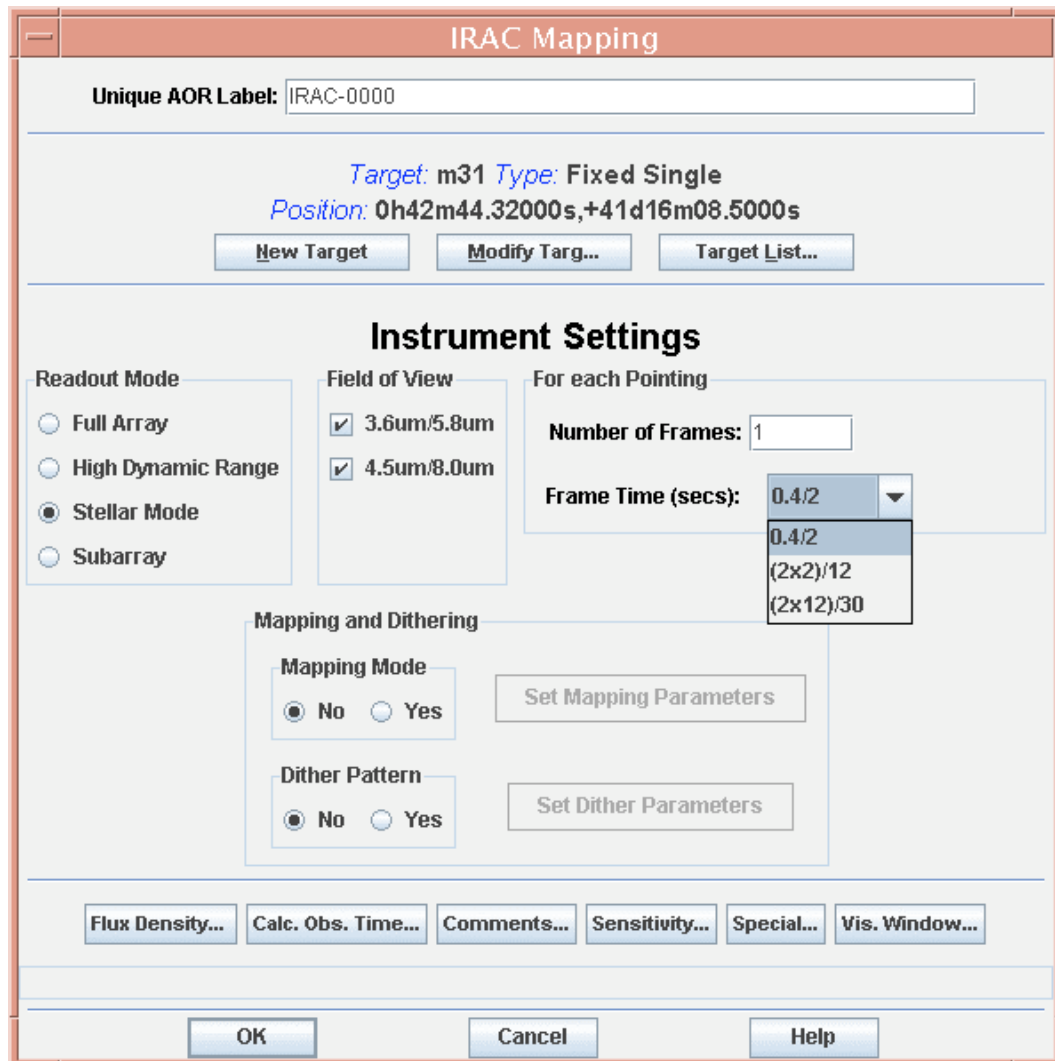 IRAC Mapping
Unique AOR Label: IRAC-0000
Target: m31 Type: Fixed Single
Position: 0h42m44.32000s,+41d16m08.5000s
New Target Modify Targ... Target List...
Instrument Settings
Readout Mode
Full Array
High Dynamic Range
Stellar Mode
Subarray
Field of View
3.6um/5.8um
4.5um/8.0um
For each Pointing
Number of Frames: 1
Frame Time (secs): 0.4/2
0.4/2
(2x2)/12
(2x12)/30
Mapping and Dithering
Mapping Mode
No Yes
Set Mapping Parameters
Dither Pattern
No Yes
Set Dither Parameters
Flux Density... Calc. Obs. Time... Comments... Sensitivity... Special... Vis. Window...
OK Cancel Help